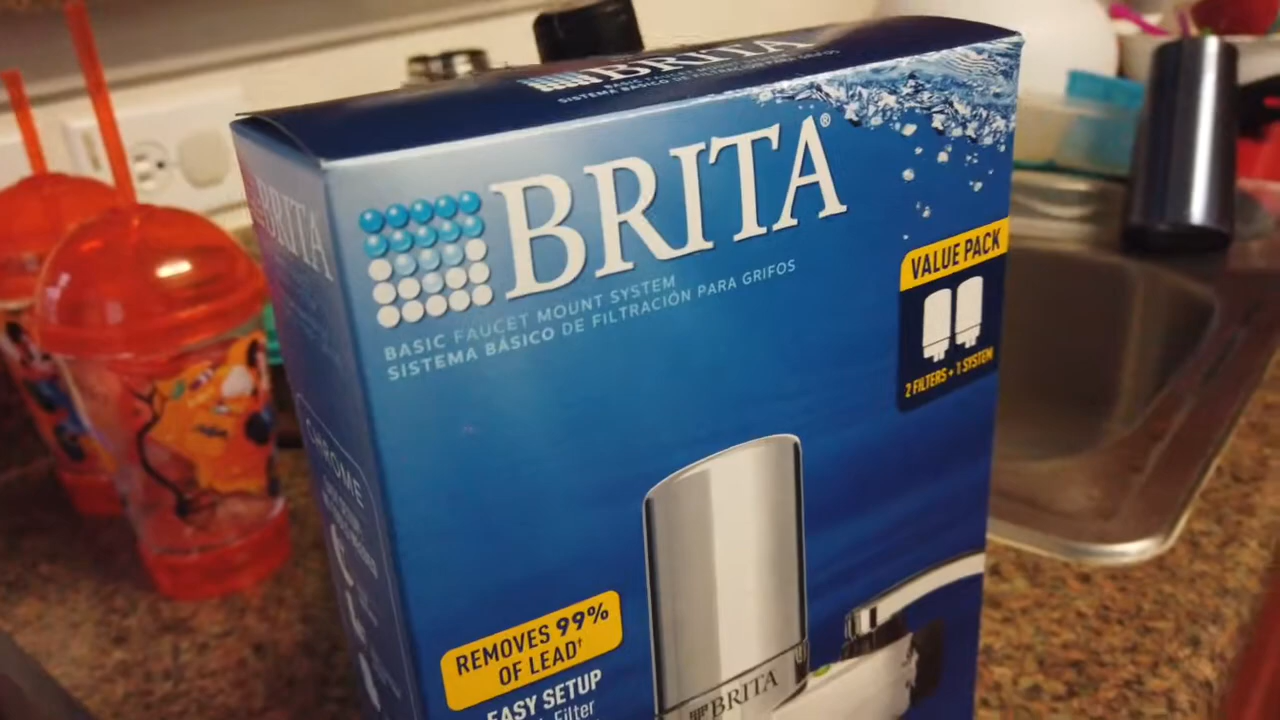 BRITA
SISTEMA BÁSICO DE FILTRACIÓN PARA GRIFOS
BRITA
BRITA®
BASIC FAUCET MOUNT SYSTEM
SISTEMA BÁSICO DE FILTRACIÓN PARA GRIFOS
VALUE PACK
2 FILTERS + 1 SYSTEM
CHROME
REMOVES 99%
OF LEAD†
EASY SETUP
Filter
BRITA